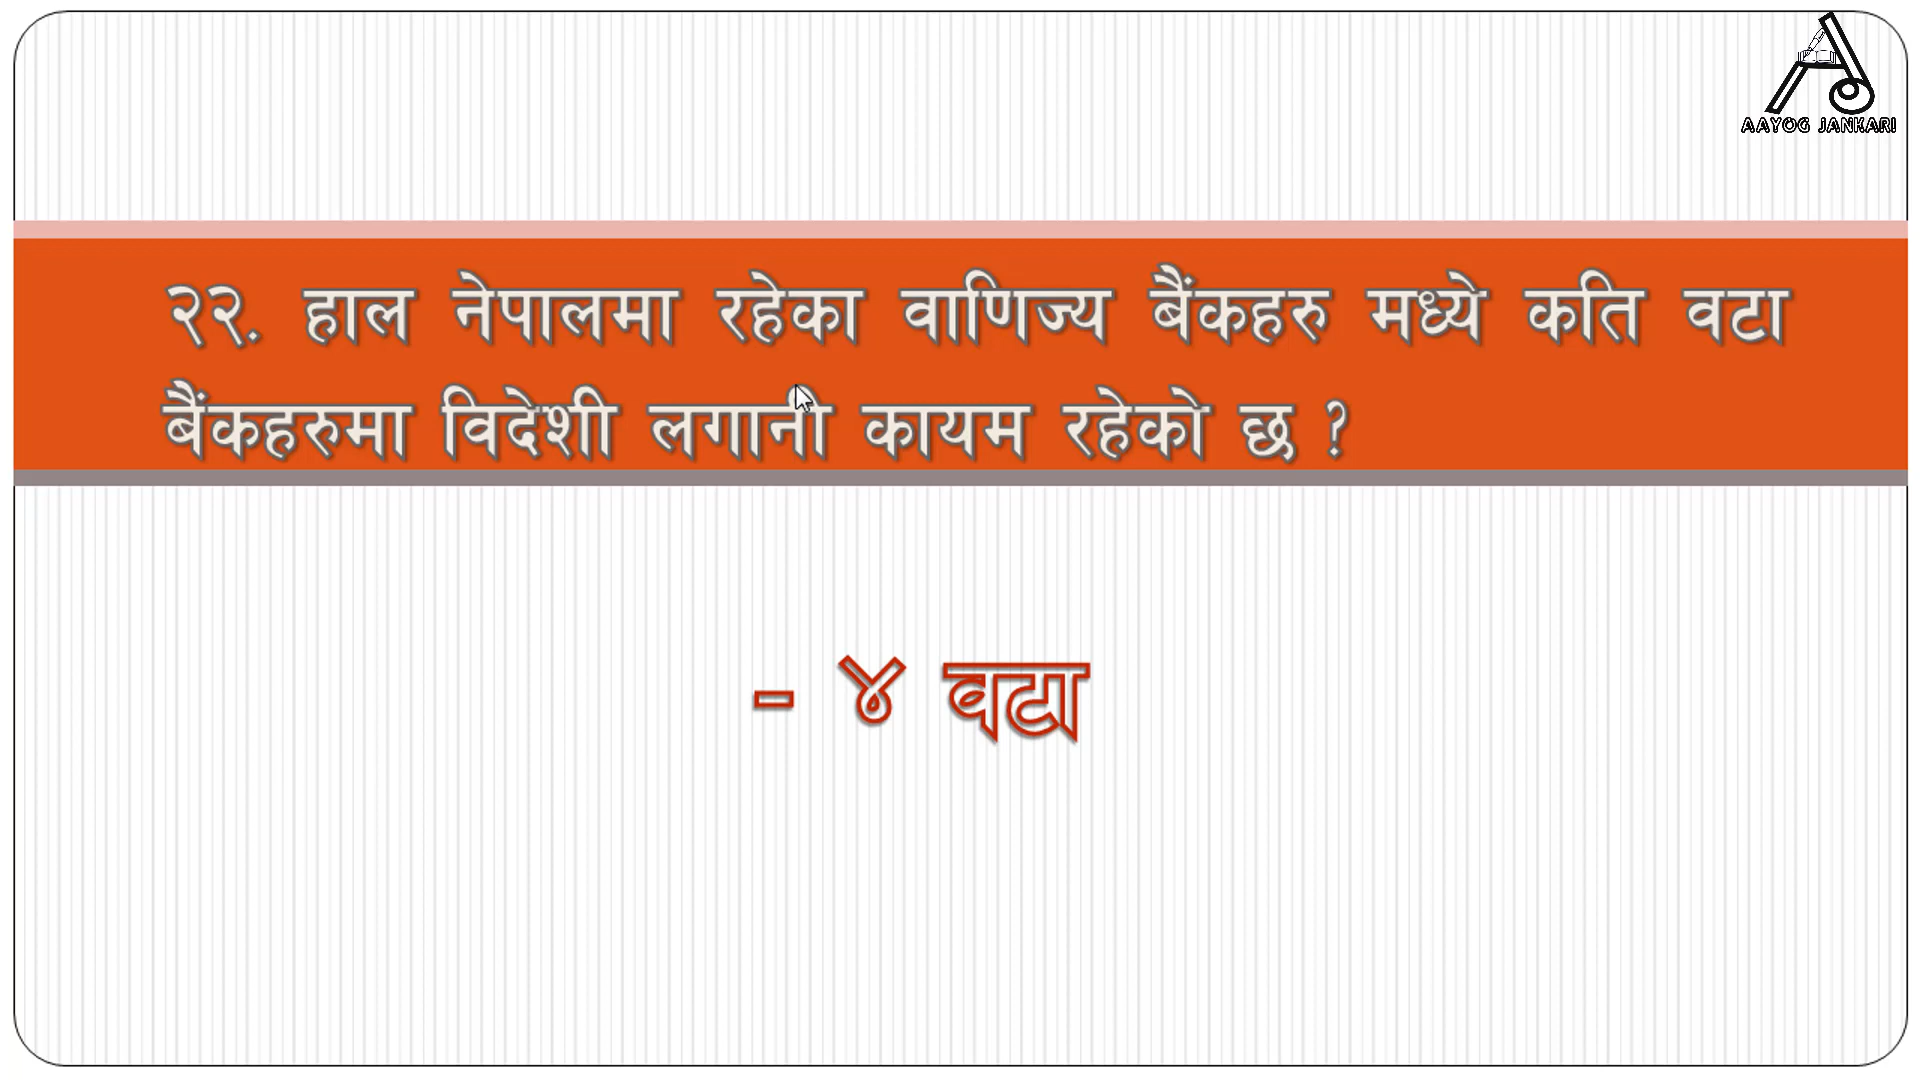 AAYOG JANKARI
२२. हाल नेपालमा रहेका वाणिज्य बैंकहरु मध्ये कति वटा
बैंकहरुमा विदेशी लगानी कायम रहेको छ ?
- ४ वटा